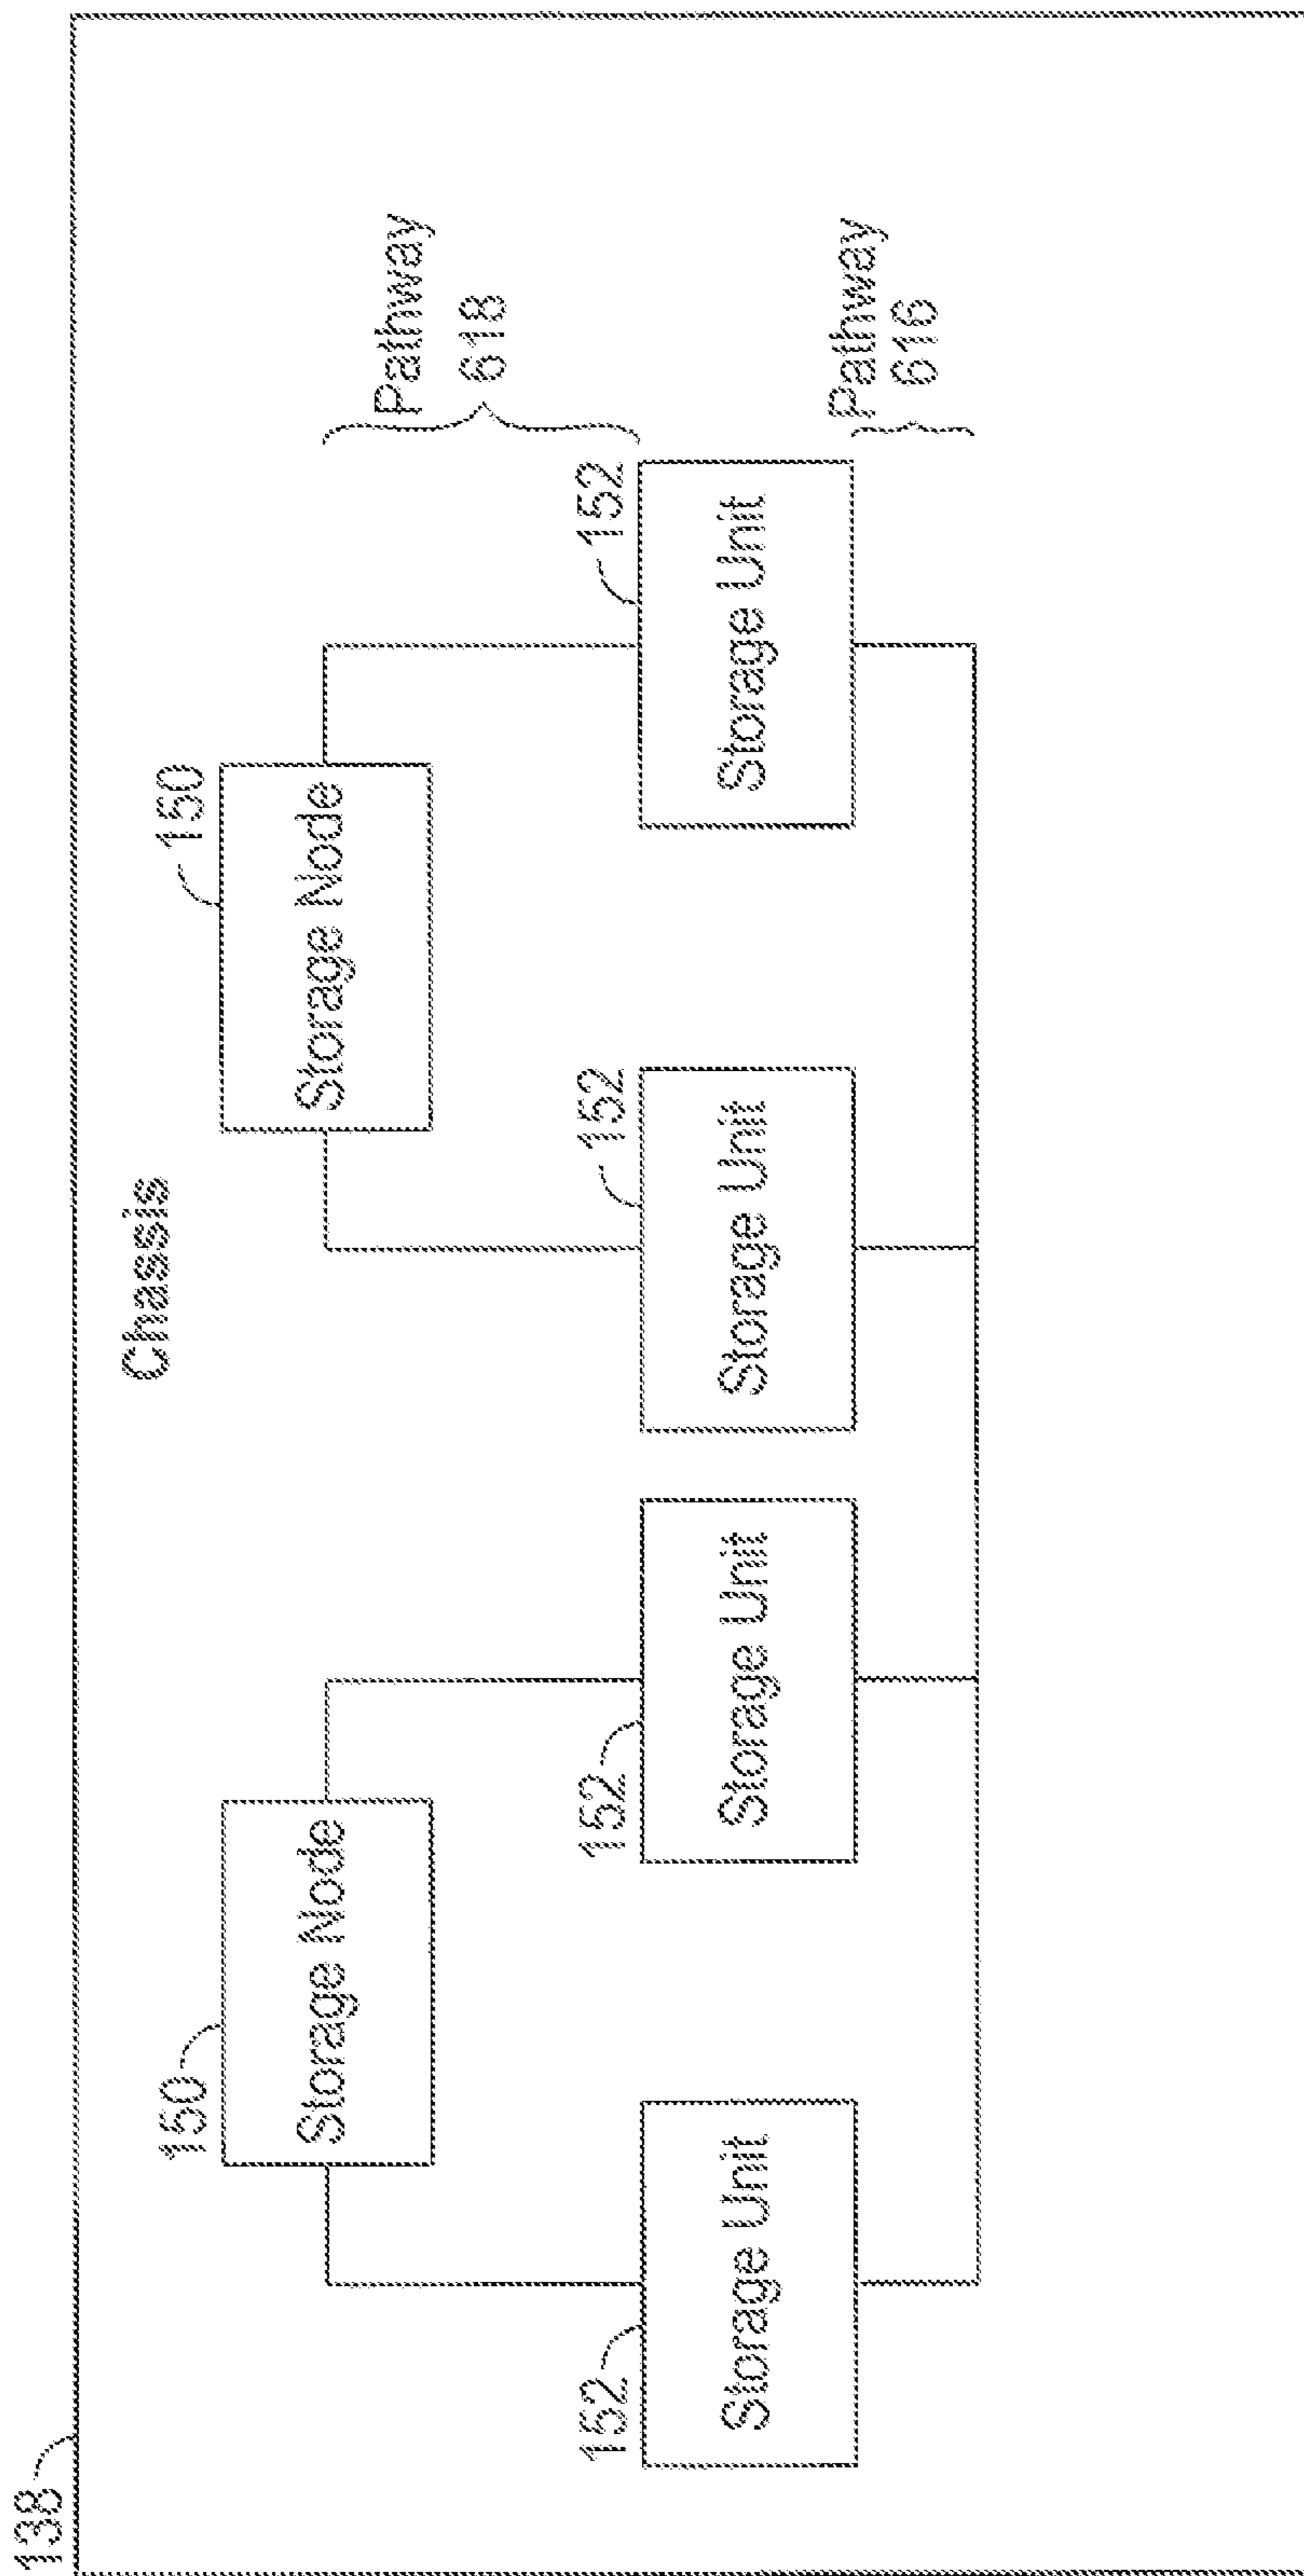 138
Chassis
150
Storage Node
150
Storage Node
Pathway
618
152
Storage Unit
152
Storage Unit
152
Storage Unit
152
Storage Unit
Pathway
616